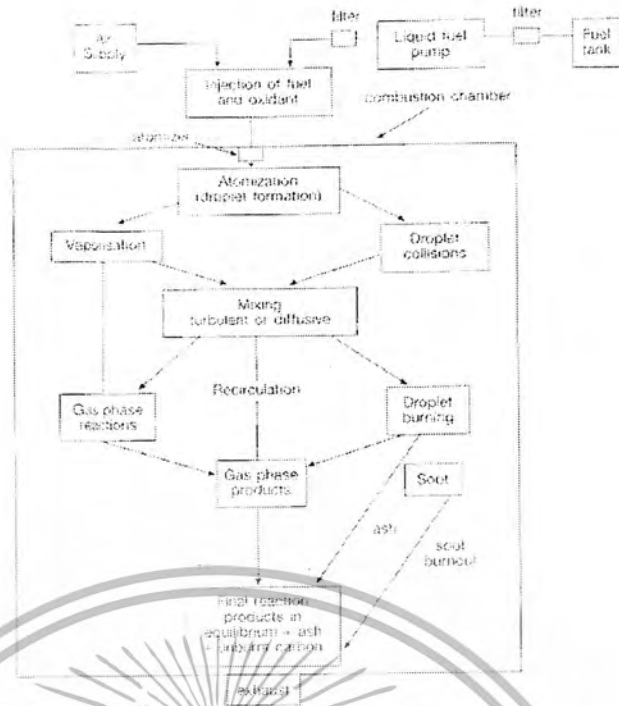 filter
filter
Air
Supply
Liquid fuel
pump
Fuel
tank
Injection of fuel
and oxidant
combustion chamber
atomizer
Atomization
(droplet formation)
Vaporisation
Droplet
collisions
Mixing
turbulent or diffusive
Recirculation
Gas phase
reactions
Droplet
burning
Gas phase
products
Soot
ash
soot
burnout
Final reaction
products in
equilibrium + ash
+ unburnt carbon
exhaust